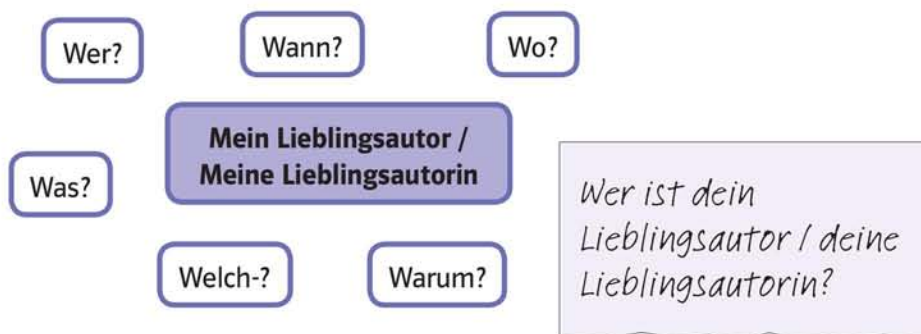 Wer?
Wann?
Wo?
Mein Lieblingsautor /
Meine Lieblingsautorin
Was?
Welch-?
Warum?
Wer ist dein
Lieblingsautor / deine
Lieblingsautorin?